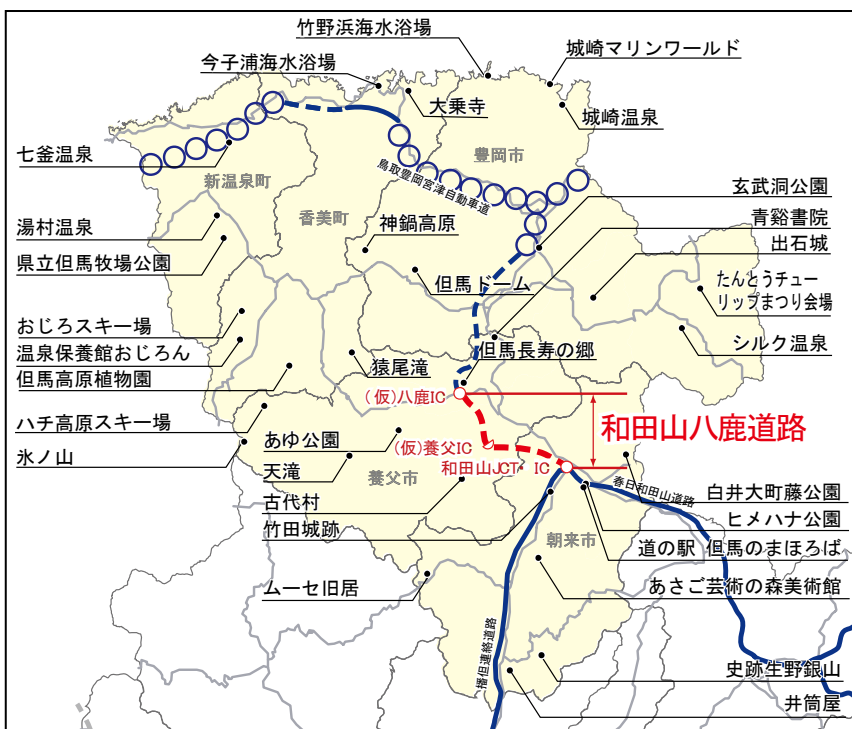 竹野浜海水浴場
城崎マリンワールド
今子浦海水浴場
大乗寺
城崎温泉
七釜温泉
豊岡市
新温泉町
鳥取豊岡宮津自動車道
玄武洞公園
香美町
青谿書院
湯村温泉
神鍋高原
出石城
県立但馬牧場公園
但馬ドーム
たんとうチュー
リップまつり会場
おじろスキー場
シルク温泉
温泉保養館おじろん
猿尾滝
但馬長寿の郷
但馬高原植物園
(仮)八鹿IC
ハチ高原スキー場
和田山八鹿道路
あゆ公園
(仮)養父IC
氷ノ山
和田山JCT・IC
天滝
養父市
春日和田山道路
白井大町藤公園
古代村
ヒメハナ公園
竹田城跡
朝来市
道の駅 但馬のまほろば
ムーセ旧居
あさご芸術の森美術館
播但連絡道路
史跡生野銀山
井筒屋